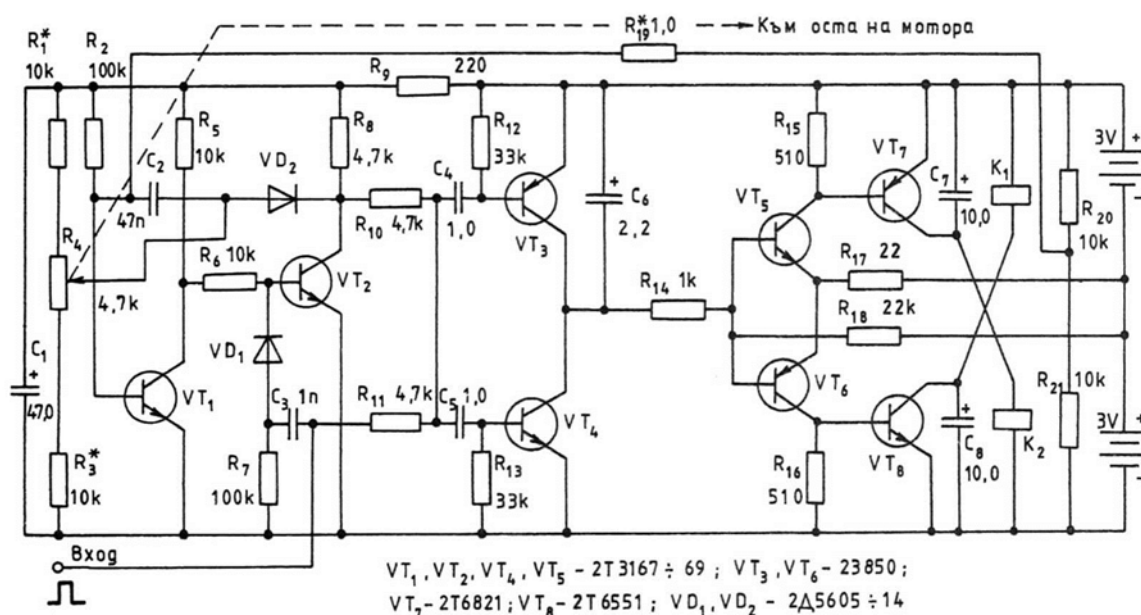 R₁* R₂
10k 100k
R₁₉* 1,0 Към оста на мотора
R₉ 220
R₅ 10k
R₈ 4,7k
R₁₂ 33k
R₁₅ 510
3V + -
C₂ 47n
VD₂
C₄ 1,0
R₁₀ 4,7k
VT₃
+ C₆ 2,2
VT₇
C₇ + 10,0
K₁
VT₅
R₂₀ 10k
R₄ 4,7k
R₆ 10k
VT₂
R₁₇ 22
R₁₄ 1k
R₁₈ 22k
VD₁
C₁ + 47,0
VT₁
C₃ 1n
R₁₁ 4,7k
C₅ 1,0
VT₄
VT₆
R₂₁ 10k
3V + -
R₃* 10k
R₇ 100k
R₁₃ 33k
R₁₆ 510
VT₈
+ C₈ 10,0
K₂
Вход
VT₁, VT₂, VT₄, VT₅ - 2T3167 ÷ 69 ; VT₃, VT₆ - 23850 ;
VT₇ - 2T6821 ; VT₈ - 2T6551 ; VD₁, VD₂ - 2Д5605 ÷ 14